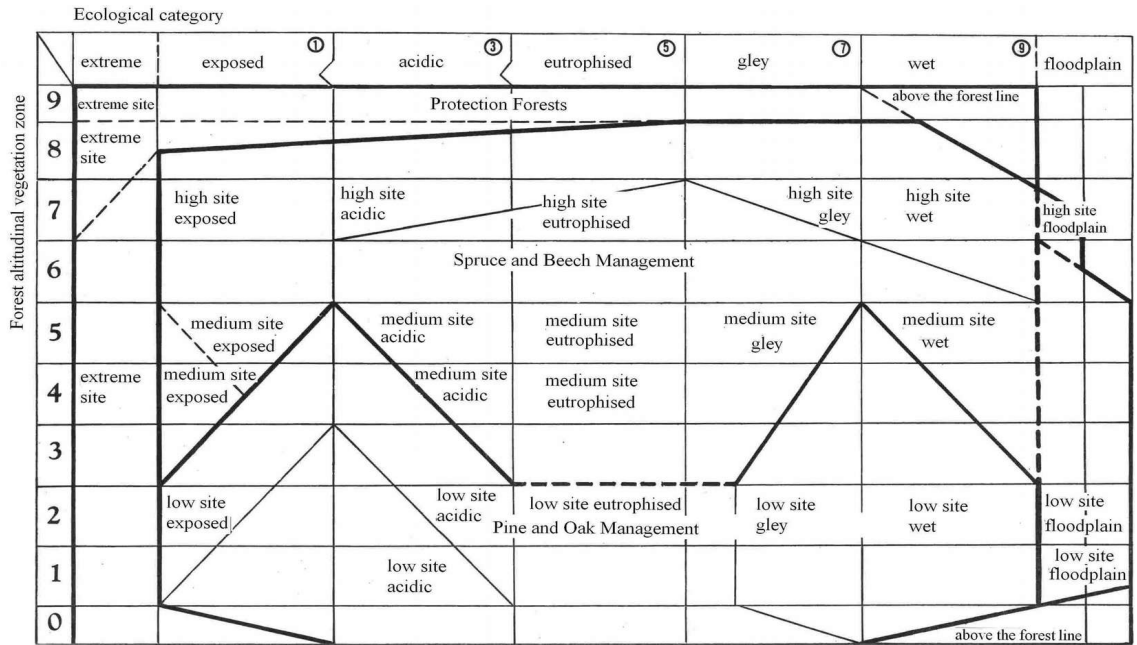 Ecological category
① ③ ⑤ ⑦ ⑨
extreme exposed acidic eutrophised gley wet floodplain
Forest altitudinal vegetation zone
9 extreme site Protection Forests above the forest line
8 extreme
site
7 high site
exposed
high site
acidic
high site
eutrophised
high site
gley
high site
wet
high site
floodplain
6 Spruce and Beech Management
5 medium site
exposed
medium site
acidic
medium site
eutrophised
medium site
gley
medium site
wet
4 extreme
site
medium site
exposed
medium site
acidic
medium site
eutrophised
3
2 low site
exposed
low site
acidic
low site eutrophised
Pine and Oak Management
low site
gley
low site
wet
low site
floodplain
1 low site
acidic
low site
floodplain
0 above the forest line